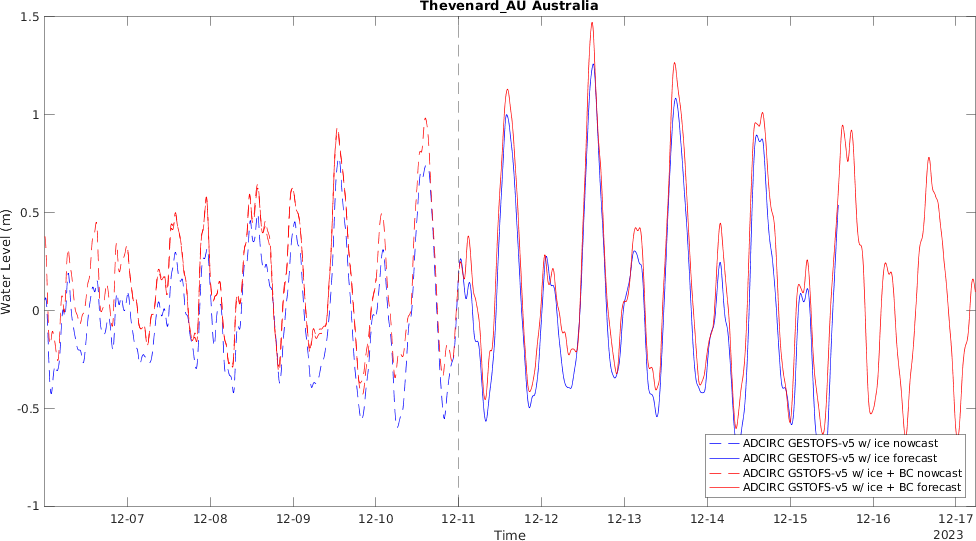 Thevenard_AU Australia
1.5
1
0.5
0
-0.5
-1
Water Level (m)
12-07
12-08
12-09
12-10
12-11
12-12
12-13
12-14
12-15
12-16
12-17
Time
2023
ADCIRC GESTOFS-v5 w/ ice nowcast
ADCIRC GESTOFS-v5 w/ ice forecast
ADCIRC GSTOFS-v5 w/ ice + BC nowcast
ADCIRC GSTOFS-v5 w/ ice + BC forecast